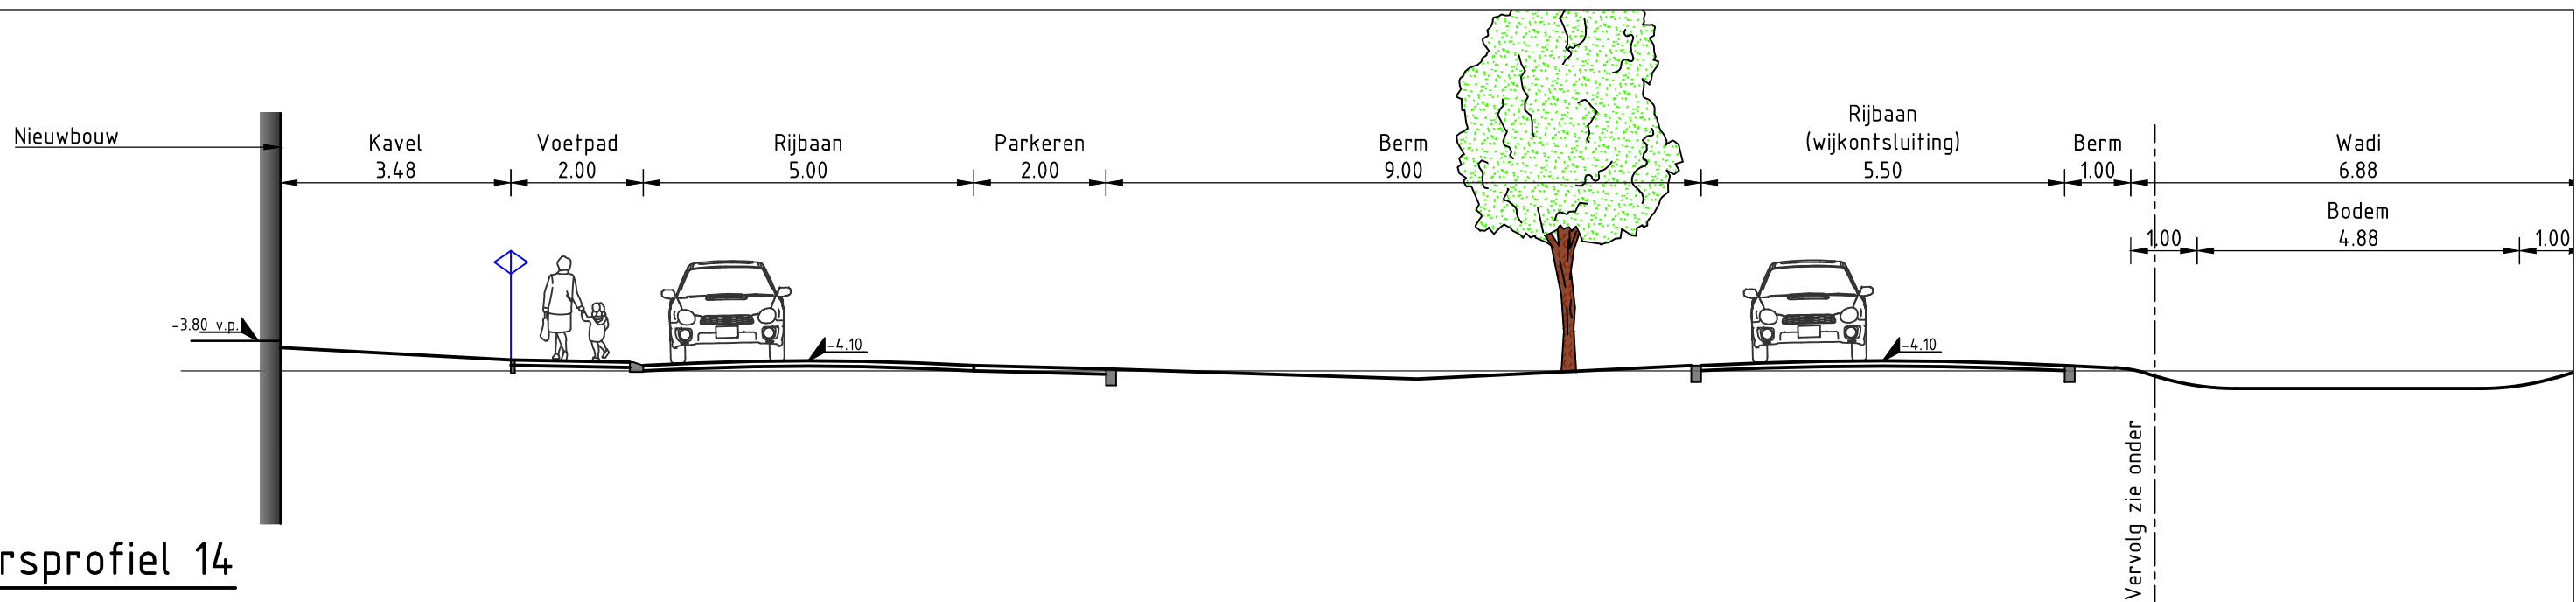 Nieuwbouw
Kavel
3.48
Voetpad
2.00
Rijbaan
5.00
Parkeren
2.00
Berm
9.00
Rijbaan
(wijkontsluiting)
5.50
Berm
1.00
Wadi
6.88
Bodem
1.00
4.88
1.00
-3.80 v.p.
-4.10
-4.10
Vervolg zie onder
rsprofiel 14